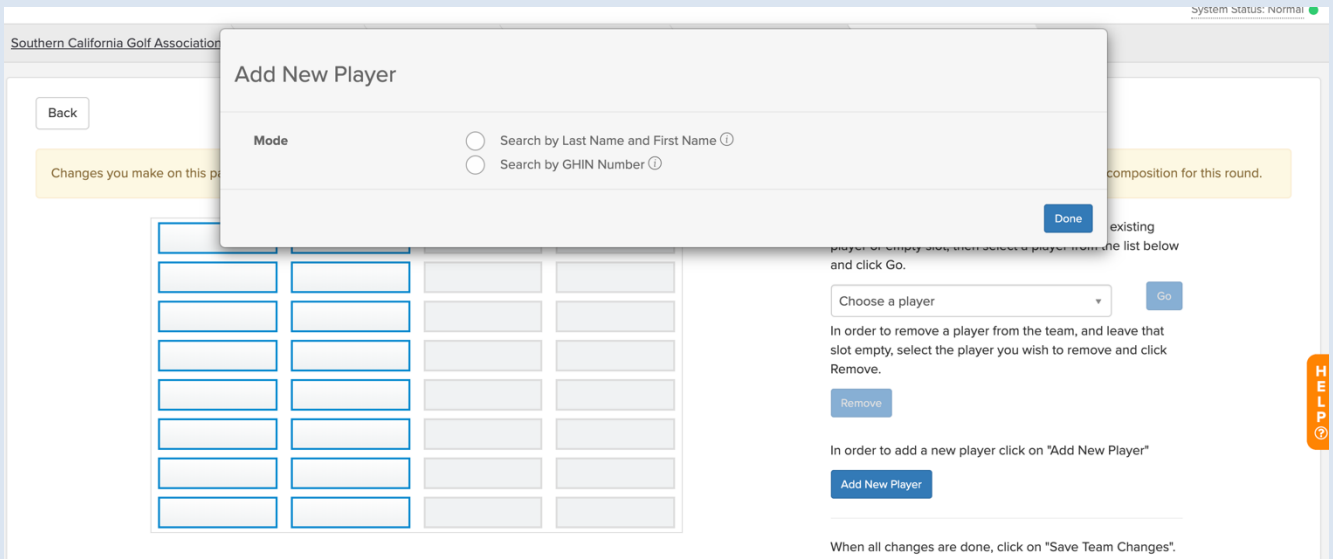 System Status: Normal
Southern California Golf Association
Add New Player
Back
Mode
Search by Last Name and First Name
Search by GHIN Number
Changes you make on this pa
composition for this round.
Done
existing
player or empty slot, then select a player from the list below
and click Go.
Choose a player
Go
In order to remove a player from the team, and leave that
slot empty, select the player you wish to remove and click
Remove.
Remove
HELP
In order to add a new player click on "Add New Player"
Add New Player
When all changes are done, click on "Save Team Changes".